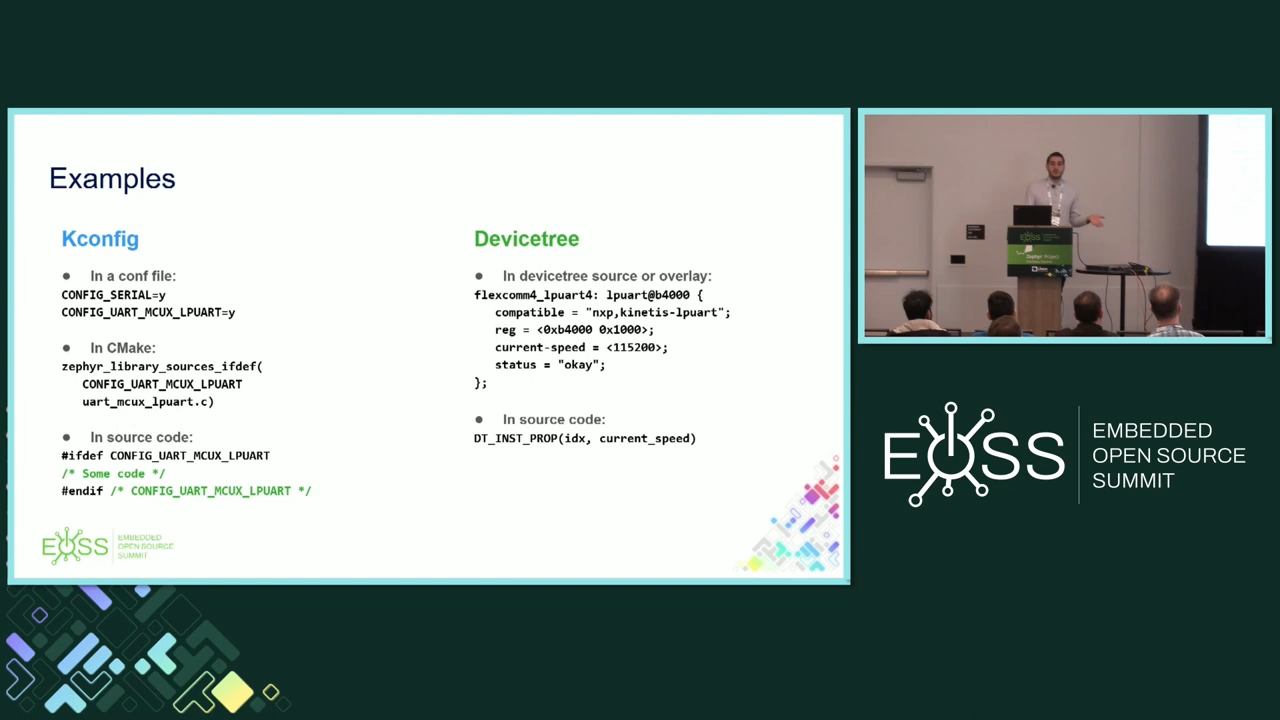 Examples
Kconfig
● In a conf file:
CONFIG_SERIAL=y
CONFIG_UART_MCUX_LPUART=y
● In CMake:
zephyr_library_sources_ifdef(
CONFIG_UART_MCUX_LPUART
uart_mcux_lpuart.c)
● In source code:
#ifdef CONFIG_UART_MCUX_LPUART
/* Some code */
#endif /* CONFIG_UART_MCUX_LPUART */
Devicetree
● In devicetree source or overlay:
flexcomm4_lpuart4: lpuart@b4000 {
compatible = "nxp,kinetis-lpuart";
reg = <0xb4000 0x1000>;
current-speed = <115200>;
status = "okay";
};
● In source code:
DT_INST_PROP(idx, current_speed)
EOSS
EMBEDDED
OPEN SOURCE
SUMMIT
EOSS
Zephyr Project
EOSS
EMBEDDED
OPEN SOURCE
SUMMIT